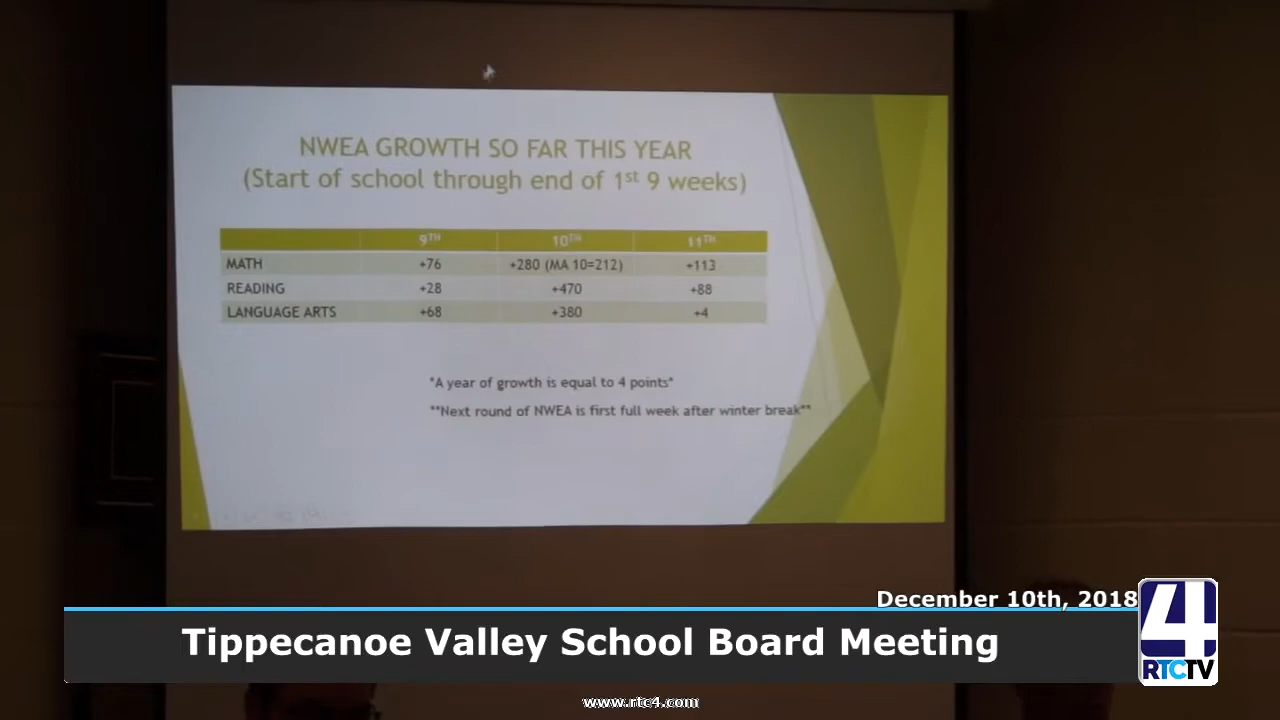 NWEA GROWTH SO FAR THIS YEAR
(Start of school through end of 1st 9 weeks)
9TH 10TH 11TH
MATH +76 +280 (MA 10=212) +113
READING +28 +470 +88
LANGUAGE ARTS +68 +380 +4
*A year of growth is equal to 4 points*
**Next round of NWEA is first full week after winter break**
December 10th, 2018
Tippecanoe Valley School Board Meeting
4
RTCTV
www.rtc4.com